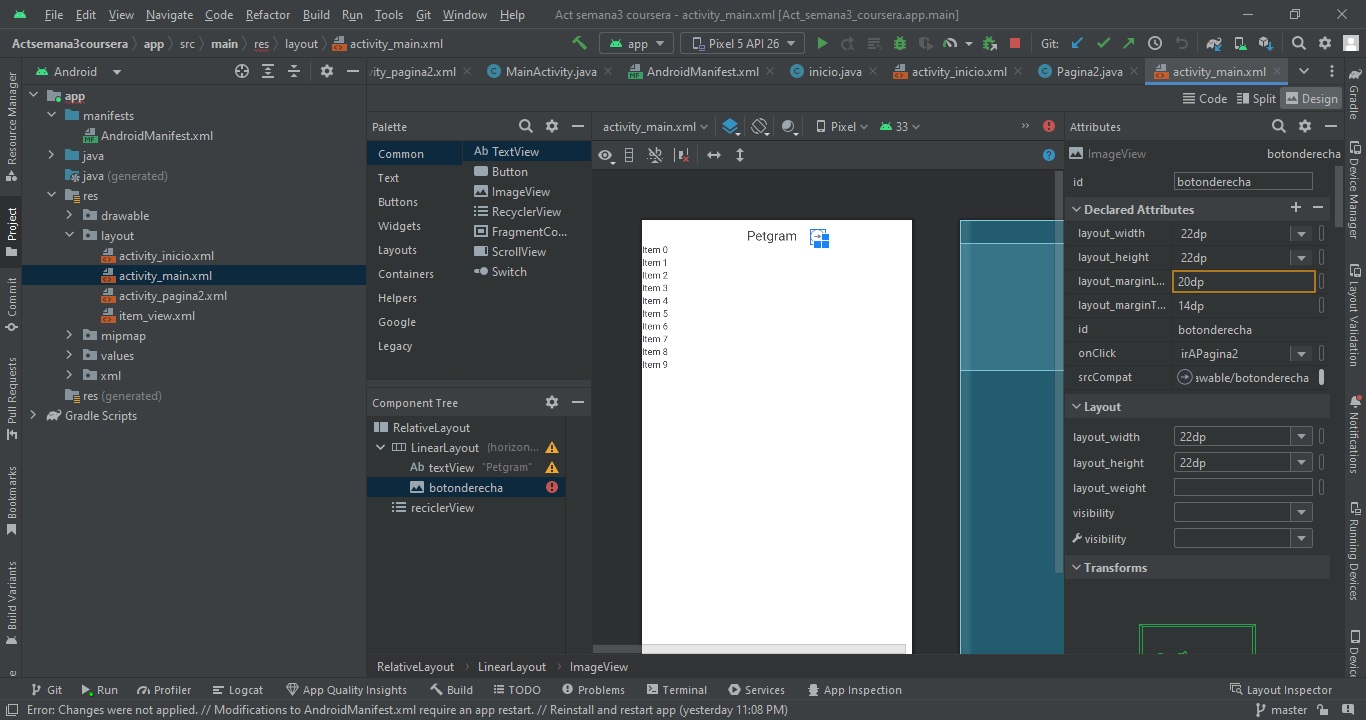 File Edit View Navigate Code Refactor Build Run Tools Git Window Help Act semana3 coursera - activity_main.xml [Act_semana3_coursera.app.main]
Actsemana3coursera app src main res layout activity_main.xml app Pixel 5 API 26 Git:
Android
ty_pagina2.xml MainActivity.java AndroidManifest.xml inicio.java activity_inicio.xml Pagina2.java activity_main.xml
Code Split Design
Resource Manager
Project
Commit
Pull Requests
Bookmarks
Build Variants
app
manifests
AndroidManifest.xml
java
java (generated)
res
drawable
layout
activity_inicio.xml
activity_main.xml
activity_pagina2.xml
item_view.xml
mipmap
values
xml
res (generated)
Gradle Scripts
Palette
Common
Text
Buttons
Widgets
Layouts
Containers
Helpers
Google
Legacy
Ab TextView
Button
ImageView
RecyclerView
FragmentCo...
ScrollView
Switch
Component Tree
RelativeLayout
LinearLayout (horizon...
Ab textView "Petgram"
botonderecha
reciclerView
activity_main.xml Pixel 33
Petgram
Item 0
Item 1
Item 2
Item 3
Item 4
Item 5
Item 6
Item 7
Item 8
Item 9
RelativeLayout LinearLayout ImageView
Attributes
ImageView botonderecha
id botonderecha
Declared Attributes
layout_width 22dp
layout_height 22dp
layout_marginL... 20dp
layout_marginT... 14dp
id botonderecha
onClick irAPagina2
srcCompat awable/botonderecha
Layout
layout_width 22dp
layout_height 22dp
layout_weight
visibility
visibility
Transforms
Gradle
Device Manager
Layout Validation
Notifications
Running Devices
Git Run Profiler Logcat App Quality Insights Build TODO Problems Terminal Services App Inspection Layout Inspector
Error: Changes were not applied. // Modifications to AndroidManifest.xml require an app restart. // Reinstall and restart app (yesterday 11:08 PM) master